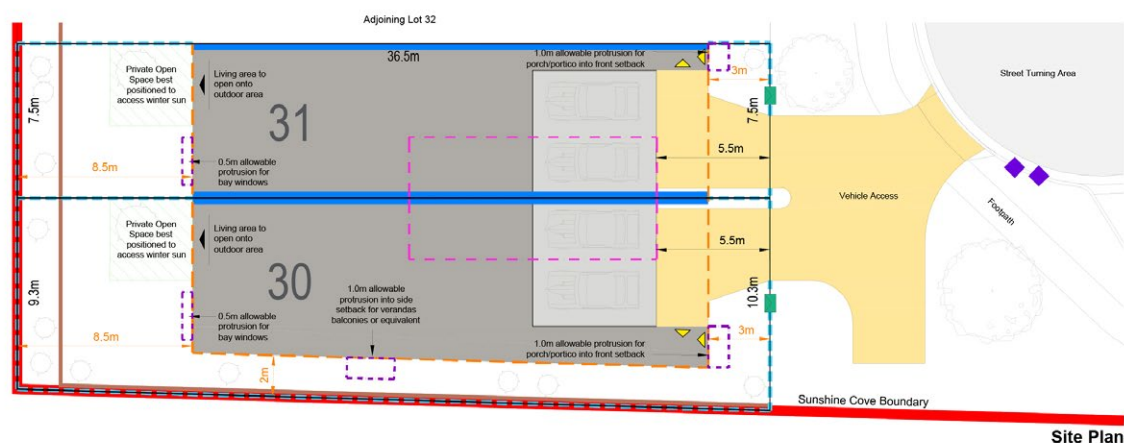 Adjoining Lot 32
36.5m
1.0m allowable protrusion for
porch/portico into front setback
3m
Private Open
Space best
positioned to
access winter sun
Living area to
open onto
outdoor area
31
7.5m
7.5m
Street Turning Area
8.5m
0.5m allowable
protrusion for
bay windows
5.5m
Vehicle Access
Footpath
Private Open
Space best
positioned to
access winter sun
Living area to
open onto
outdoor area
30
5.5m
9.3m
10.3m
1.0m allowable
protrusion into side
setback for verandas
balconies or equivalent
0.5m allowable
protrusion for
bay windows
8.5m
2m
1.0m allowable protrusion for
porch/portico into front setback
3m
Sunshine Cove Boundary
Site Plan